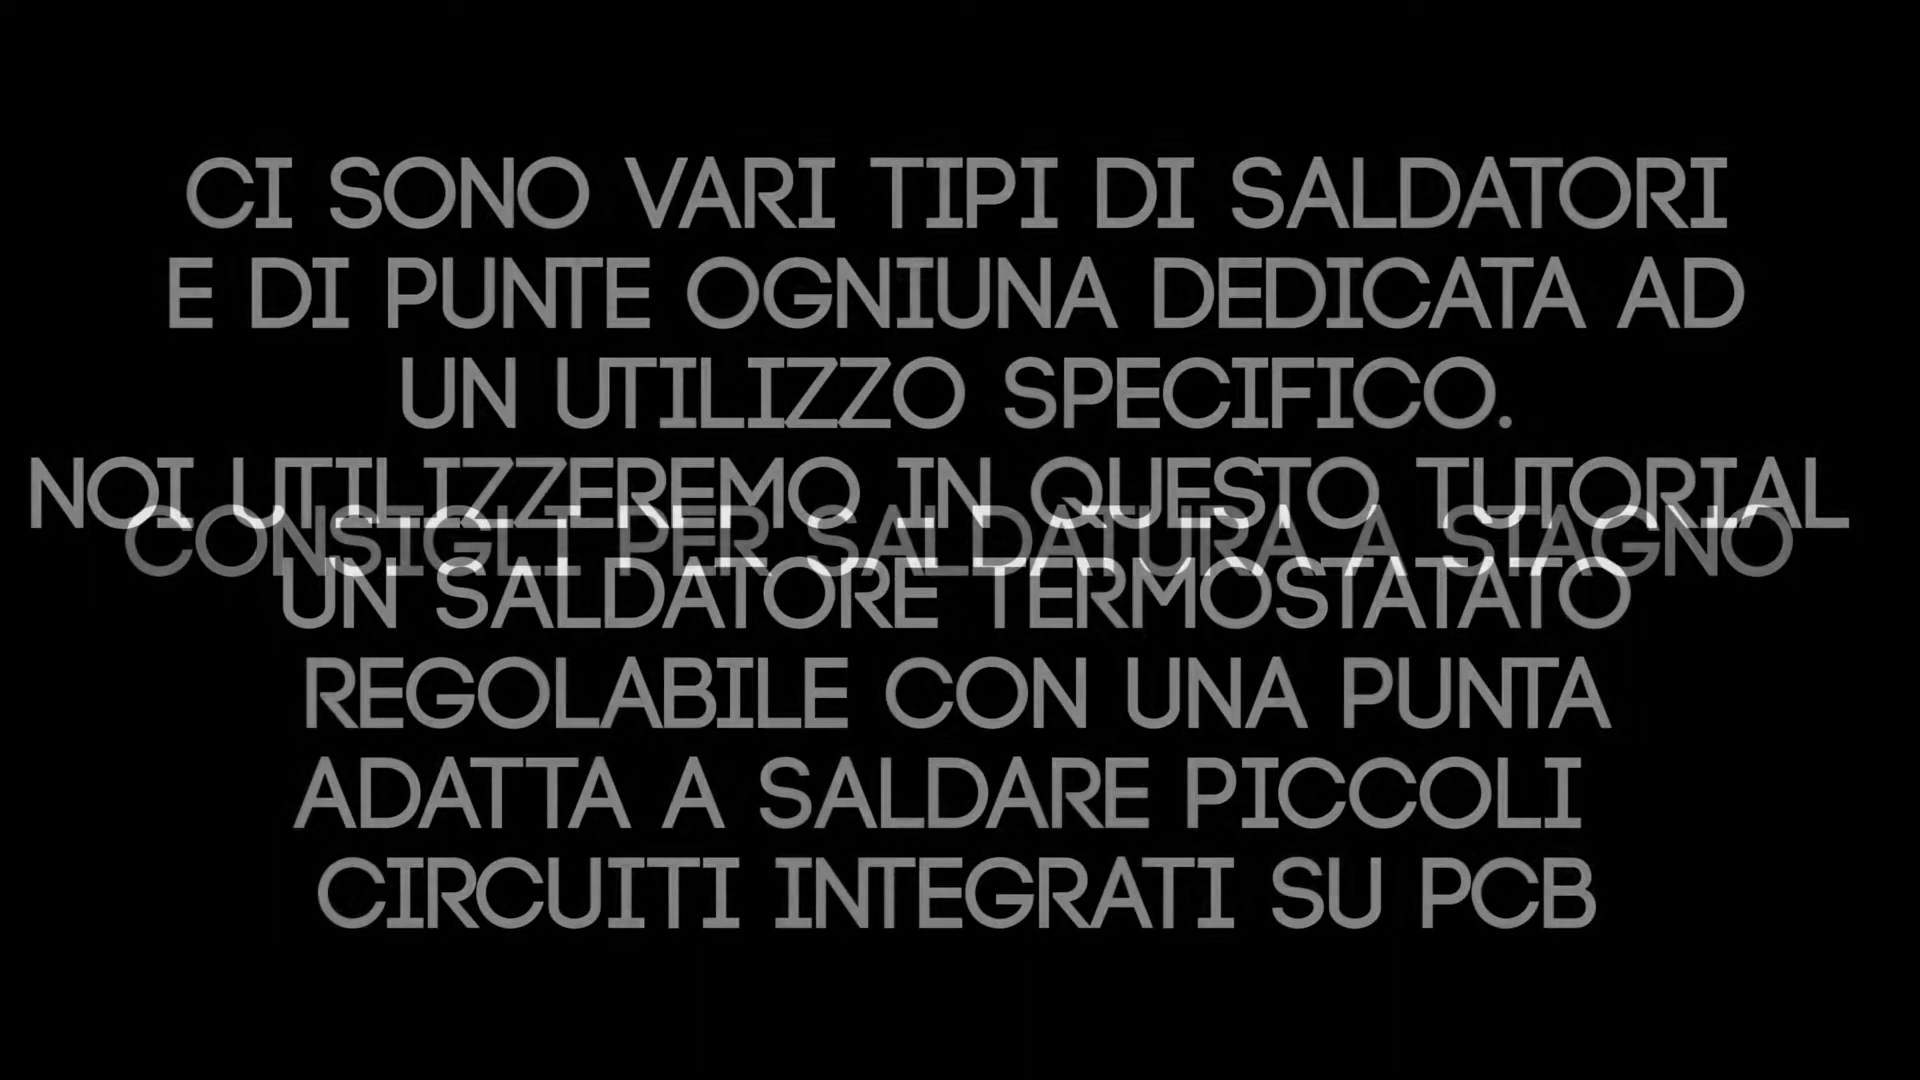 CI SONO VARI TIPI DI SALDATORI
E DI PUNTE OGNIUNA DEDICATA AD
UN UTILIZZO SPECIFICO.
NOI UTILIZZEREMO IN QUESTO TUTORIAL
CONSIGLI PER SALDATURA A STAGNO
UN SALDATORE TERMOSTATATO
REGOLABILE CON UNA PUNTA
ADATTA A SALDARE PICCOLI
CIRCUITI INTEGRATI SU PCB